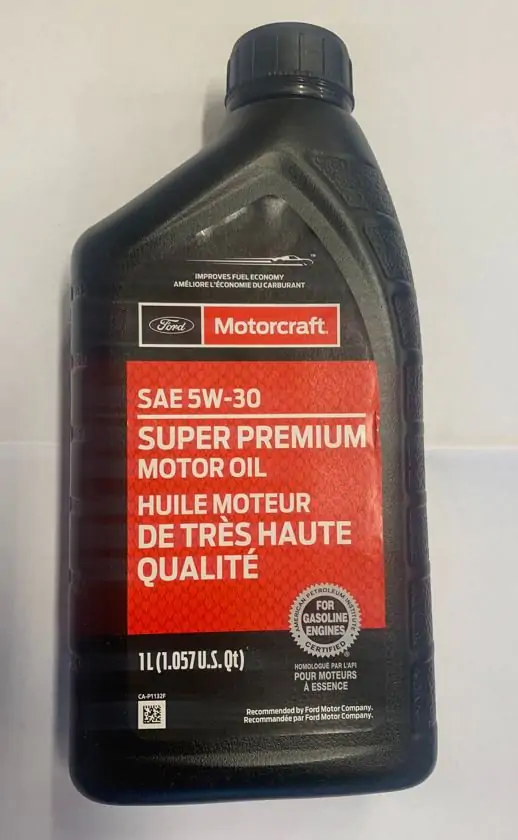 IMPROVES FUEL ECONOMY
AMÉLIORE L'ÉCONOMIE DU CARBURANT
Ford Motorcraft
SAE 5W-30
SUPER PREMIUM
MOTOR OIL
HUILE MOTEUR
DE TRÈS HAUTE
QUALITÉ
AMERICAN PETROLEUM INSTITUTE
FOR
GASOLINE
ENGINES
CERTIFIED
1L (1.057 U.S. Qt)
HOMOLOGUÉ PAR L'API
POUR MOTEURS
À ESSENCE
CA-P1132F
Recommended by Ford Motor Company.
Recommandée par Ford Motor Company.